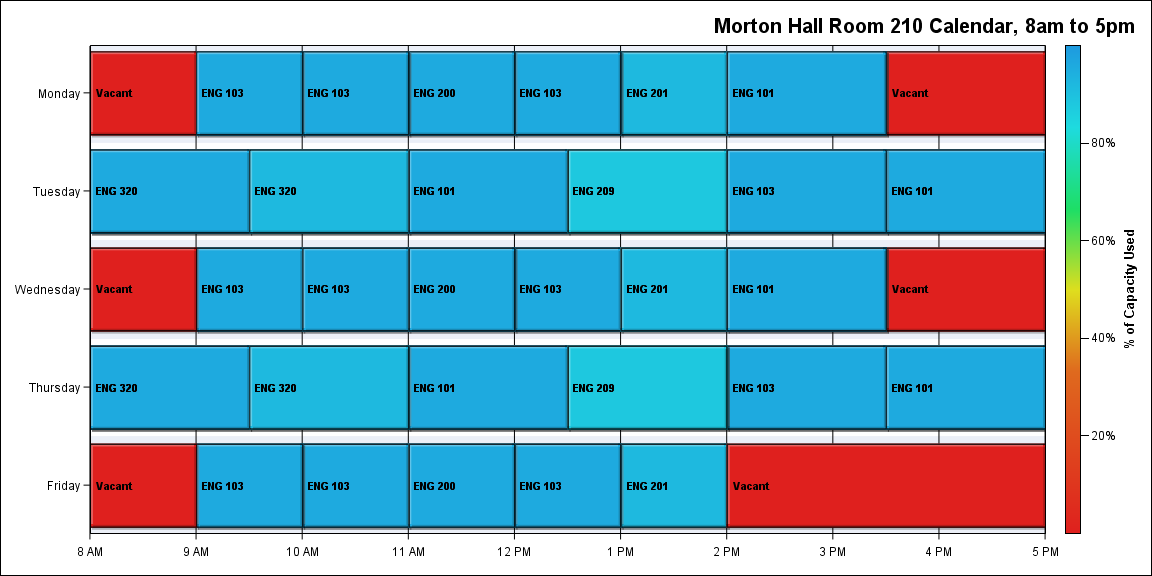 Morton Hall Room 210 Calendar, 8am to 5pm
Monday
Vacant
ENG 103
ENG 103
ENG 200
ENG 103
ENG 201
ENG 101
Vacant
Tuesday
ENG 320
ENG 320
ENG 101
ENG 209
ENG 103
ENG 101
Wednesday
Vacant
ENG 103
ENG 103
ENG 200
ENG 103
ENG 201
ENG 101
Vacant
Thursday
ENG 320
ENG 320
ENG 101
ENG 209
ENG 103
ENG 101
Friday
Vacant
ENG 103
ENG 103
ENG 200
ENG 103
ENG 201
Vacant
8 AM
9 AM
10 AM
11 AM
12 PM
1 PM
2 PM
3 PM
4 PM
5 PM
80%
60%
40%
20%
% of Capacity Used